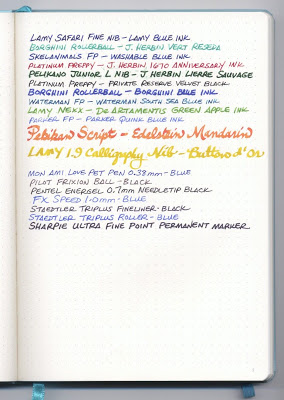 LAMY SAFARI FINE NIB - LAMY BLUE INK
BORGHINI ROLLERBALL - J. HERBIN VERT RESEDA
SKELANIMALS FP - WASHABLE BLUE INK
PLATINUM PREPPY - J. HERBIN 1670 ANNIVERSARY INK
PELIKANO JUNIOR L NIB - J HERBIN LIERRE SAUVAGE
PLATINUM PREPPY - PRIVATE RESERVE VELVET BLACK
BORGHINI ROLLERBALL - BORGHINI BLUE INK
WATERMAN FP - WATERMAN SOUTH SEA BLUE INK
LAMY NEXX - DE ARTAMENTIS GREEN APPLE INK
PARKER FP - PARKER QUINK BLUE INK
Pelikano Script - Edelstein Mandarin
LAMY 1.9 Calligraphy Nib - "Bouton d'Or
MON AMI LOVE PET PEN 0.38mm - BLUE
PILOT FRIXION BALL - BLACK
PENTEL ENERGEL 0.7mm NEEDLETIP BLACK
FX SPEED 1.0mm - BLUE
STAEDTLER TRIPLUS FINELINER - BLACK
STAEDTLER TRIPLUS ROLLER - BLUE
SHARPIE ULTRA FINE POINT PERMANENT MARKER